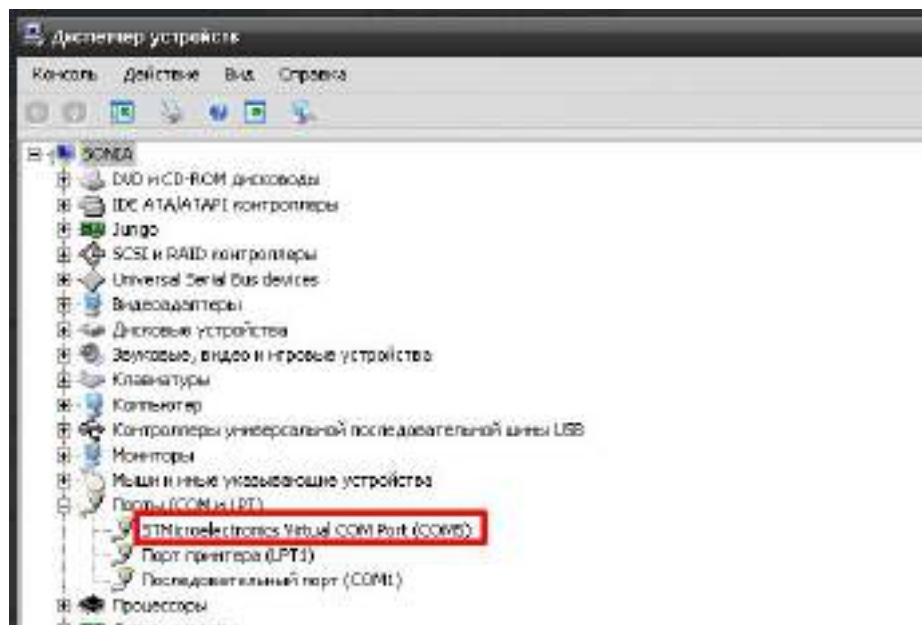 Диспетчер устройств
Консоль Действие Вид Справка
SONIA
DVD и CD-ROM дисководы
IDE ATA/ATAPI контроллеры
Jungo
SCSI и RAID контроллеры
Universal Serial Bus devices
Видеоадаптеры
Дисковые устройства
Звуковые, видео и игровые устройства
Клавиатуры
Компьютер
Контроллеры универсальной последовательной шины USB
Мониторы
Мыши и иные указывающие устройства
Порты (COM и LPT)
STMicroelectronics Virtual COM Port
Порт принтера (LPT1)
Последовательный порт (COM1)
Процессоры